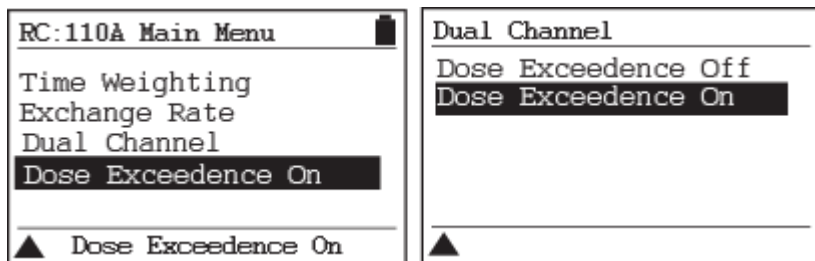 RC:110A Main Menu
Time Weighting
Exchange Rate
Dual Channel
Dose Exceedence On
Dose Exceedence On
Dual Channel
Dose Exceedence Off
Dose Exceedence On